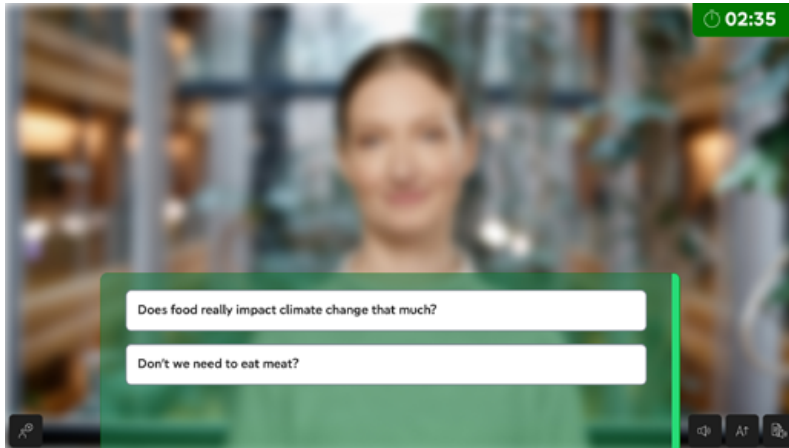 02:35
Does food really impact climate change that much?
Don't we need to eat meat?
A↑